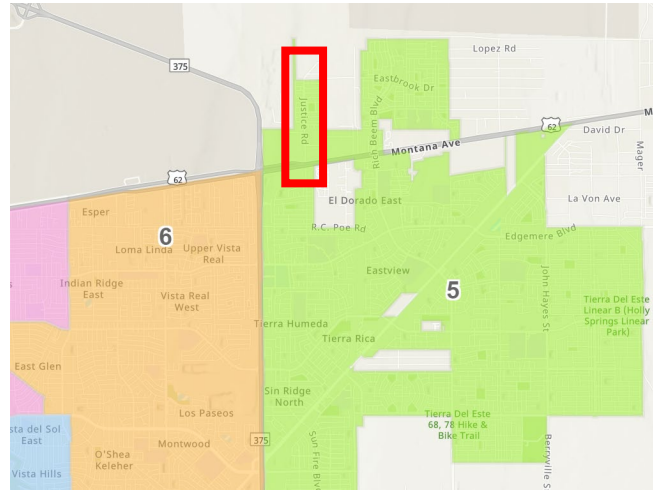 Lopez Rd
375
Eastbrook Dr
Justice Rd
Rich Beem Blvd
M
62
David Dr
Montana Ave
Mager
62
El Dorado East
La Von Ave
Esper
6
R.C. Poe Rd
Edgemere Blvd
Loma Linda
Upper Vista
Real
Eastview
5
John Hayes St
Indian Ridge
East
Vista Real
West
Tierra Del Este
Linear B (Holly
Springs Linear
Park)
Tierra Humeda
Tierra Rica
East Glen
Sin Ridge
North
Los Paseos
Tierra Del Este
68, 78 Hike &
Bike Trail
sta del Sol
East
Montwood
375
Sun Fire Blv
Berryville S
O'Shea
Keleher
Vista Hills